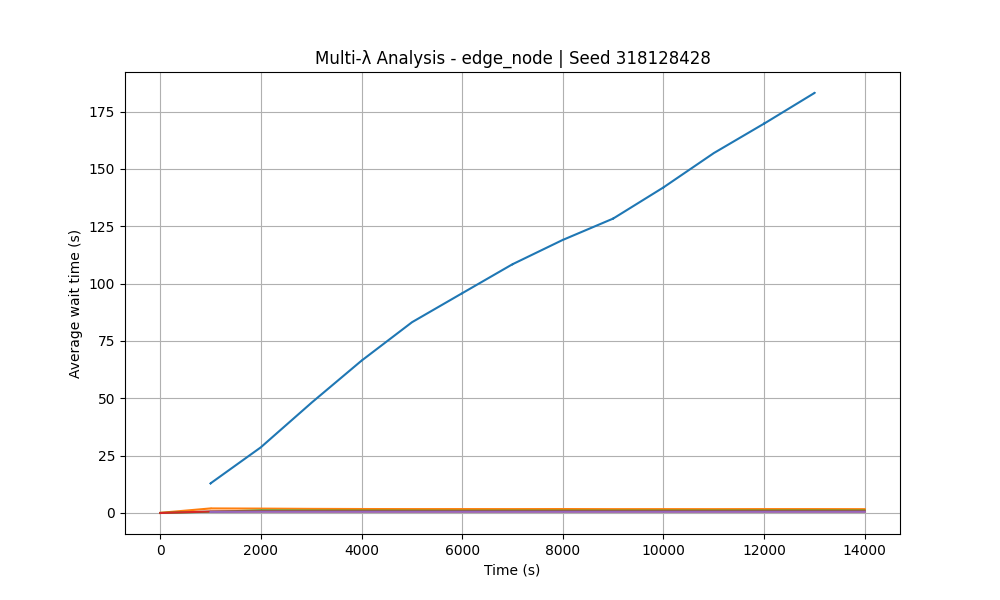 Multi-λ Analysis - edge_node | Seed 318128428
Average wait time (s)
175
150
125
100
75
50
25
0
0 2000 4000 6000 8000 10000 12000 14000
Time (s)